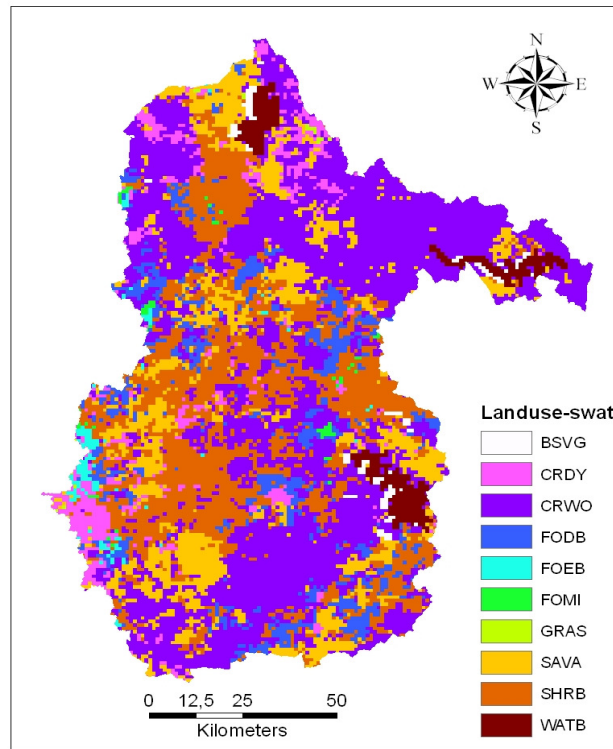 N
W E
S
Landuse-swat
BSVG
CRDY
CRWO
FODB
FOEB
FOMI
GRAS
SAVA
SHRB
WATB
0 12,5 25 50
Kilometers